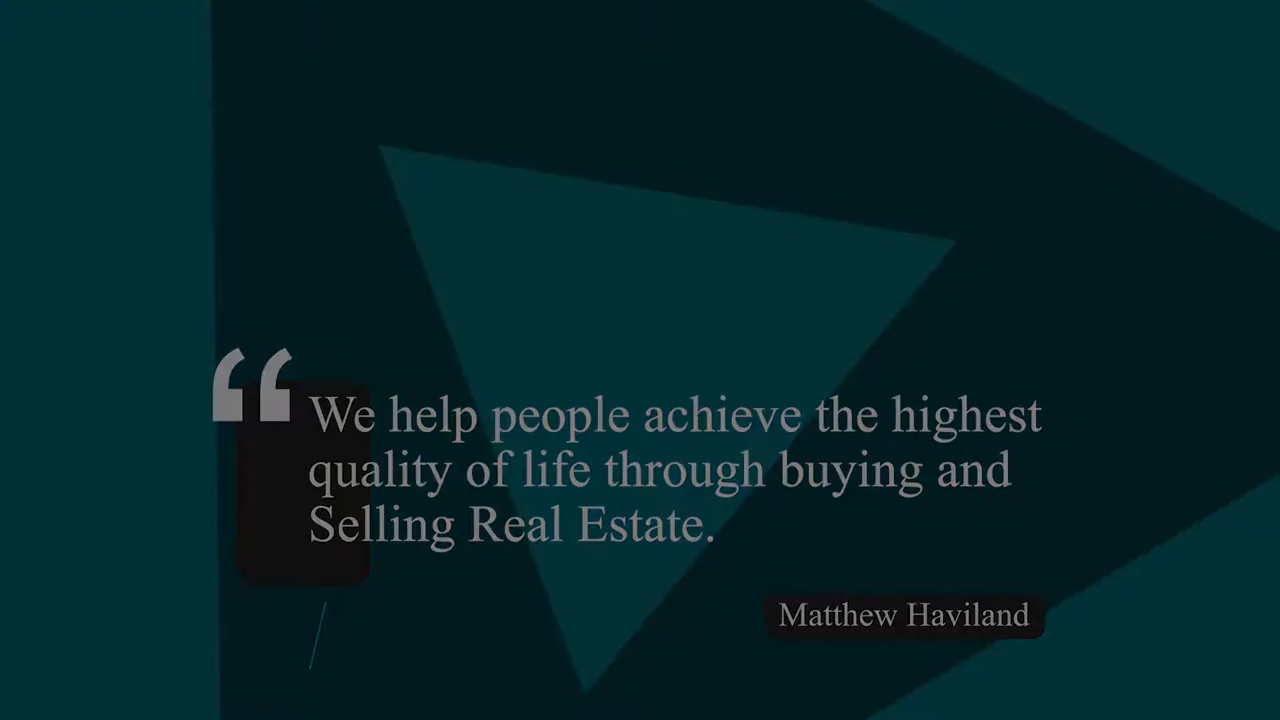 “We help people achieve the highest
quality of life through buying and
Selling Real Estate.
Matthew Haviland